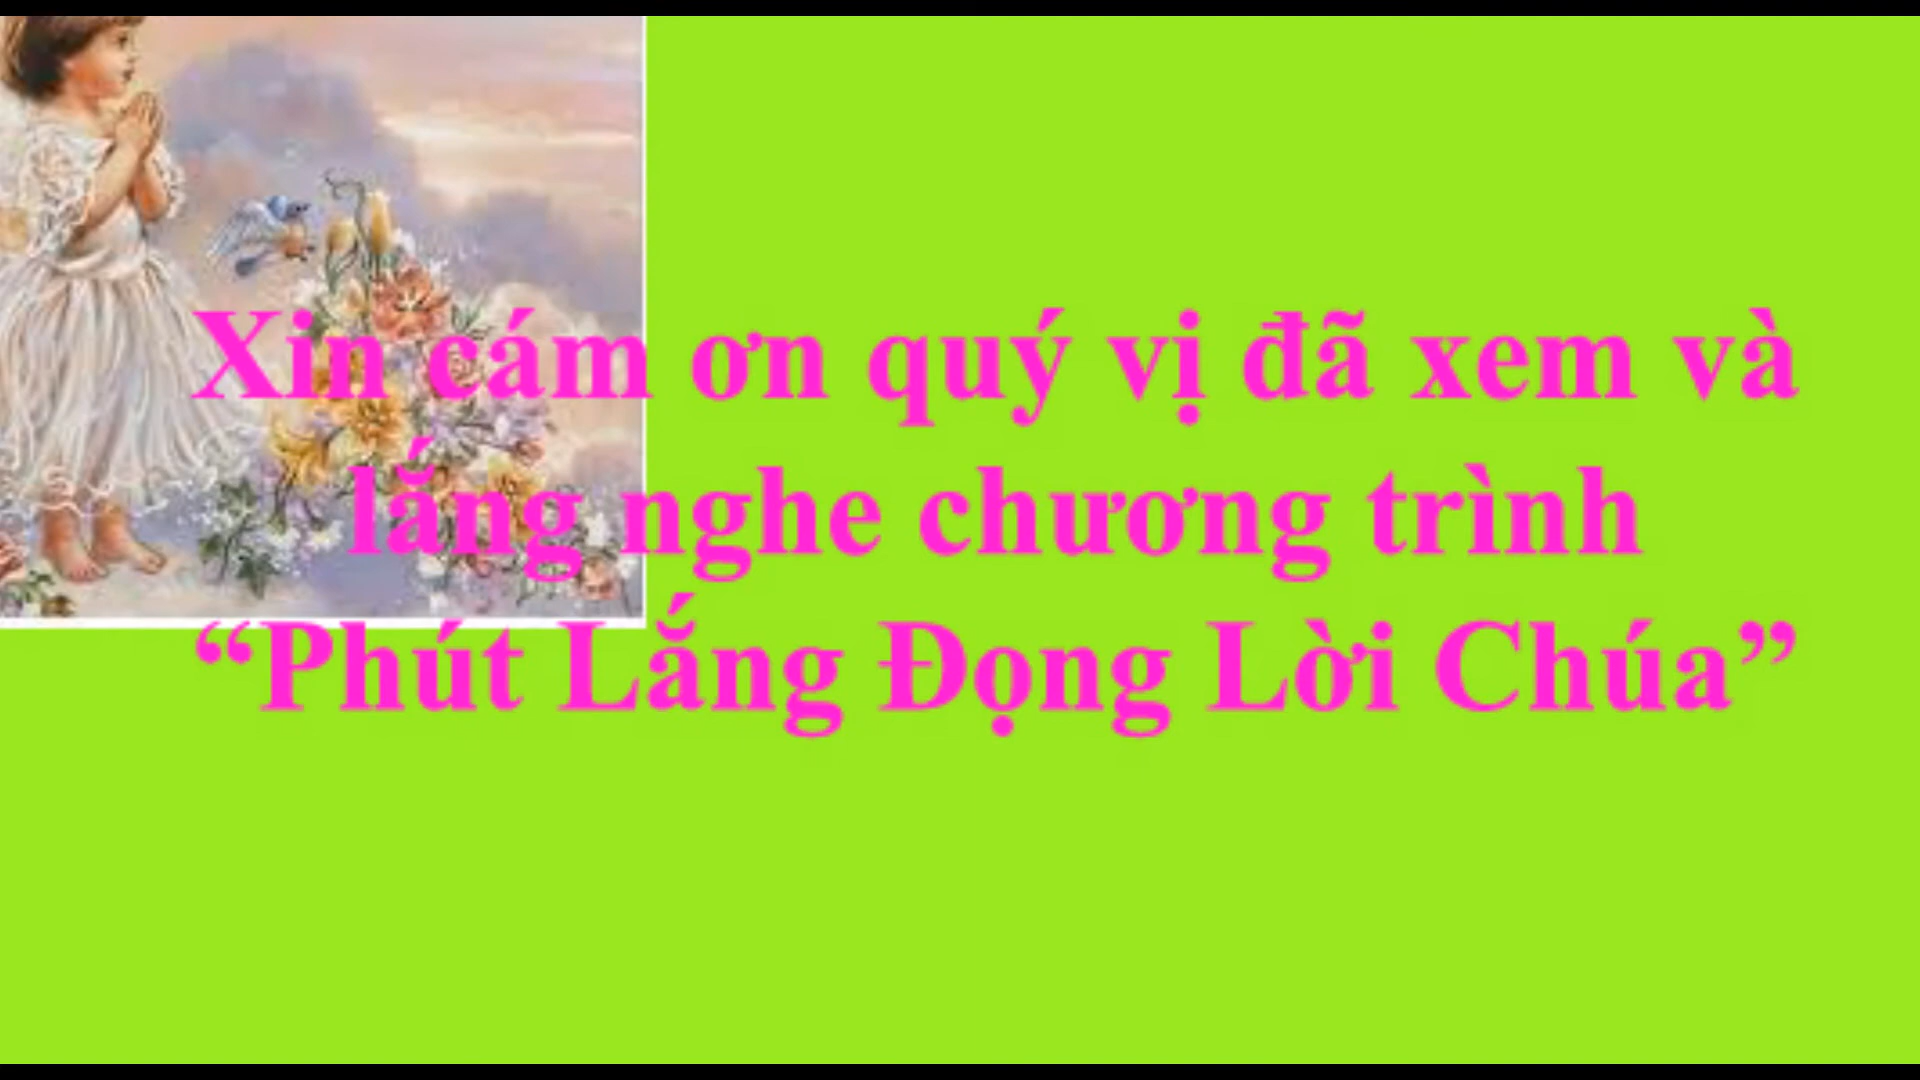 Xin cám ơn quý vị đã xem và
lắng nghe chương trình
“Phút Lắng Đọng Lời Chúa”